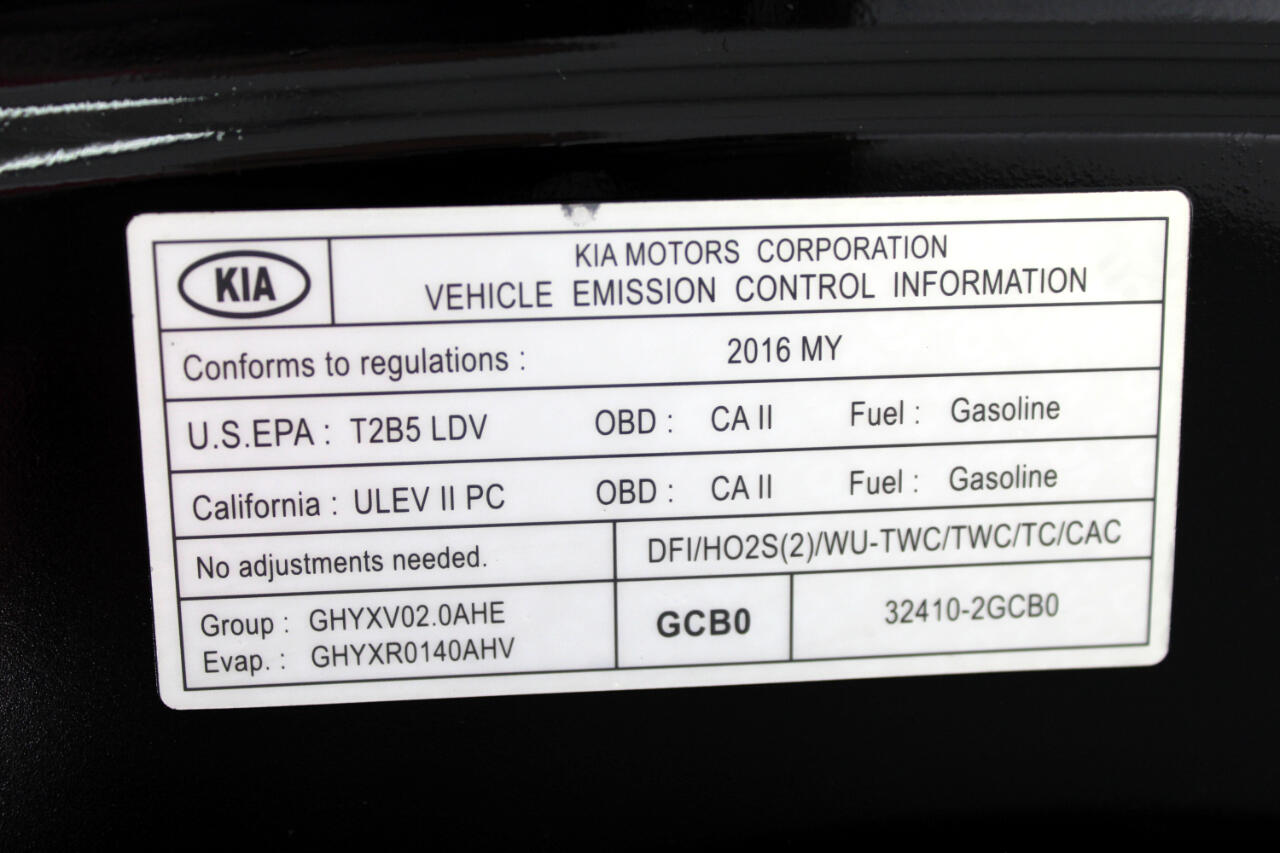 KIA
KIA MOTORS CORPORATION
VEHICLE EMISSION CONTROL INFORMATION
Conforms to regulations : 2016 MY
U.S.EPA : T2B5 LDV OBD : CA II Fuel : Gasoline
California : ULEV II PC OBD : CA II Fuel : Gasoline
No adjustments needed. DFI/HO2S(2)/WU-TWC/TWC/TC/CAC
Group : GHYXV02.0AHE
Evap. : GHYXR0140AHV
GCB0 32410-2GCB0